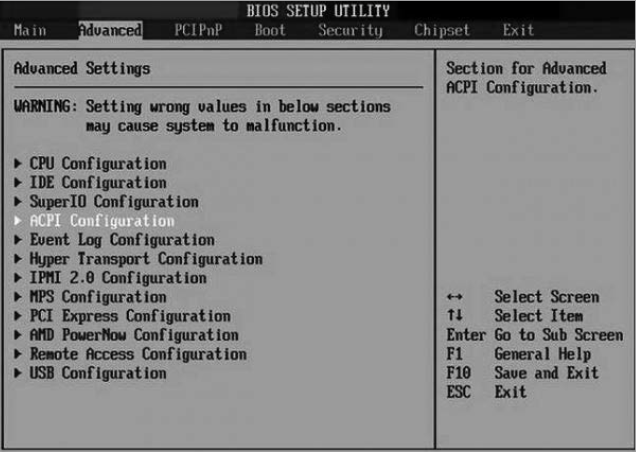 BIOS SETUP UTILITY
Main Advanced PCIPnP Boot Security Chipset Exit
Advanced Settings
WARNING: Setting wrong values in below sections
may cause system to malfunction.
▶ CPU Configuration
▶ IDE Configuration
▶ SuperIO Configuration
▶ ACPI Configuration
▶ Event Log Configuration
▶ Hyper Transport Configuration
▶ IPMI 2.0 Configuration
▶ MPS Configuration
▶ PCI Express Configuration
▶ AMD PowerNow Configuration
▶ Remote Access Configuration
▶ USB Configuration
Section for Advanced
ACPI Configuration.
↔ Select Screen
↑↓ Select Item
Enter Go to Sub Screen
F1 General Help
F10 Save and Exit
ESC Exit